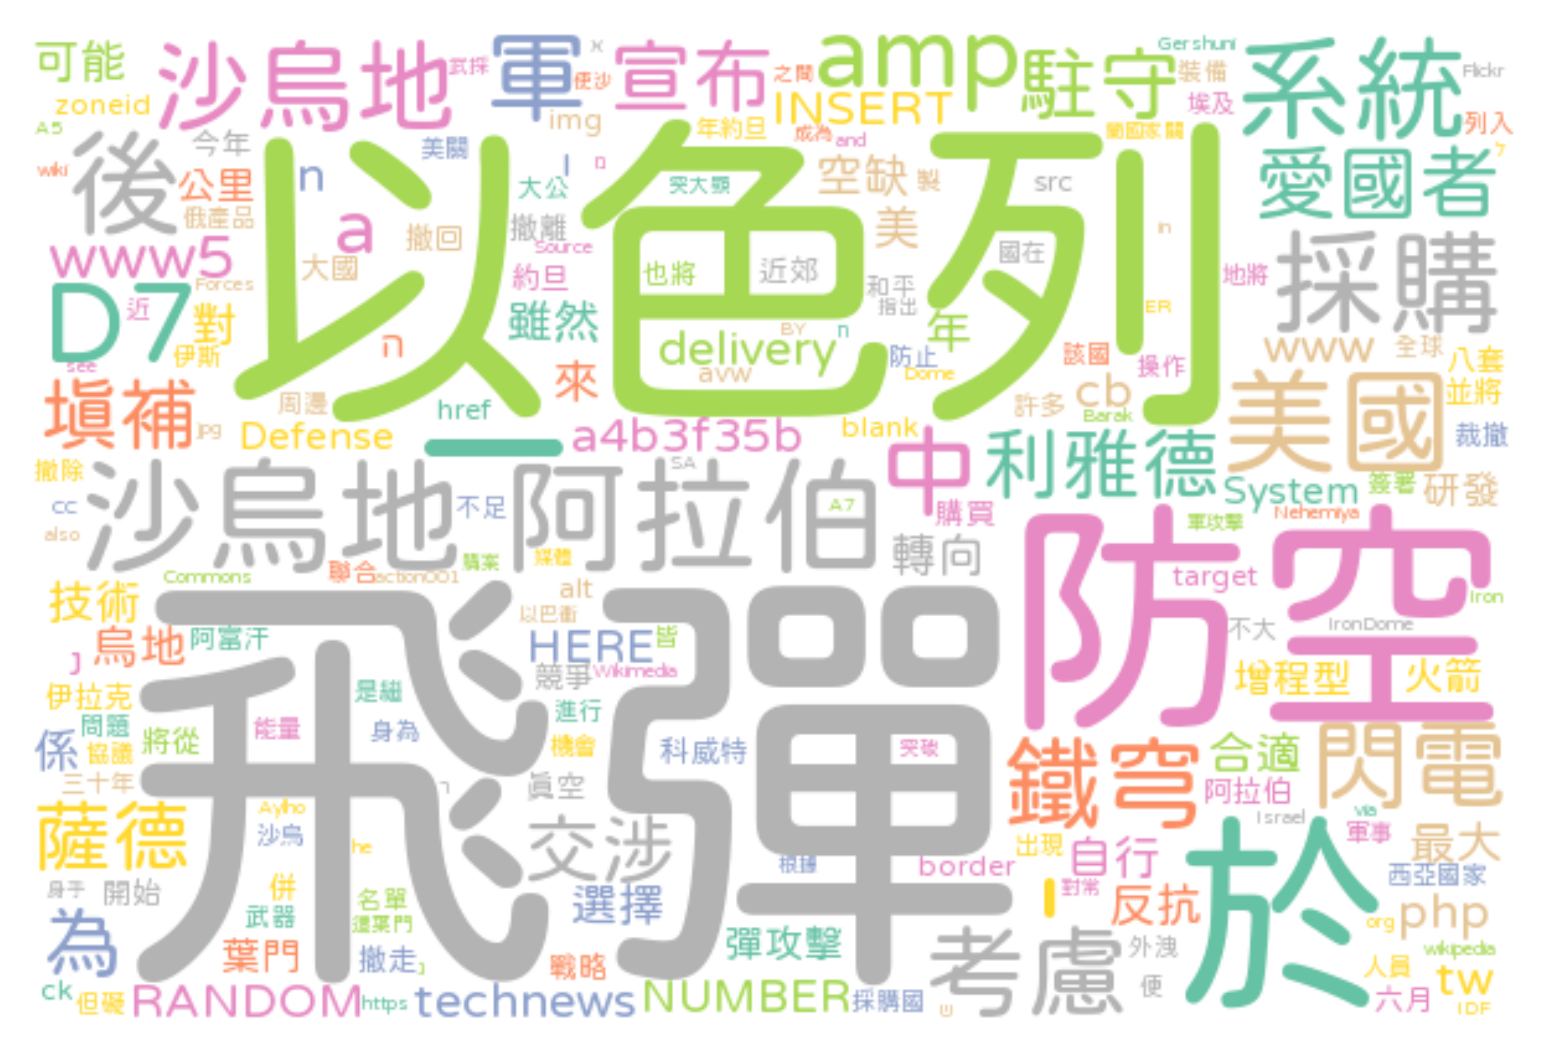 可能 沙烏地 武採 軍 א 便沙 宣布 之間 amp 駐守 Gershuni 裝備 系統 Flickr
zoneid img INSERT 埃及 列入
A5 後 今年 美關 年約旦 成為 and 愛國者
wiki 公里 n l 大公 突大顯 空缺 製 src
俄產品 a 撤回 撤離 美 in 採購
www5 大國 Source 約旦 也將 近郊 和平 國在 地將
D7 近 Forces 對 雖然 指出 年 ER
以色列
伊斯 ה delivery BY n 防止 該國 操作 www 全球 八套
see 來 avw Dome cb 美國 並將
塡補 jpg 周邊 href 許多 Barak
Defense a4b3f35b blank 中 利雅德 裁撤
撤除 沙烏地 阿拉伯 SA System 簽署 研發
cc 不足 A7 購買 Nehemiya
also 轉向 軍攻擊
Commons 聯合 action001 媒體 防空 target Iron
技術 飛彈 alt 以巴衝 不大 IronDome
烏地 阿富汗 HERE 皆 增程型 火箭
伊拉克 是繼 競爭 Wikimedia
問題 能量 身為 進行 鐵穹 合適 閃電
係 協議 將從 機會 科威特 突破
三十年 眞空 阿拉伯 via
薩德 Aylho 交涉 Israel 軍事 最大
沙烏 he 根據 border 出現 自行 於
身手 開始 併 名單 選擇 對常 反抗 西亞國家
為 武器 這葉門 彈攻擊 考慮 外洩 org php
葉門 撤走 戰略 便 人員 wikipedia
ck 但礙 RANDOM https technews NUMBER 採購國 ש 六月 tw IDF